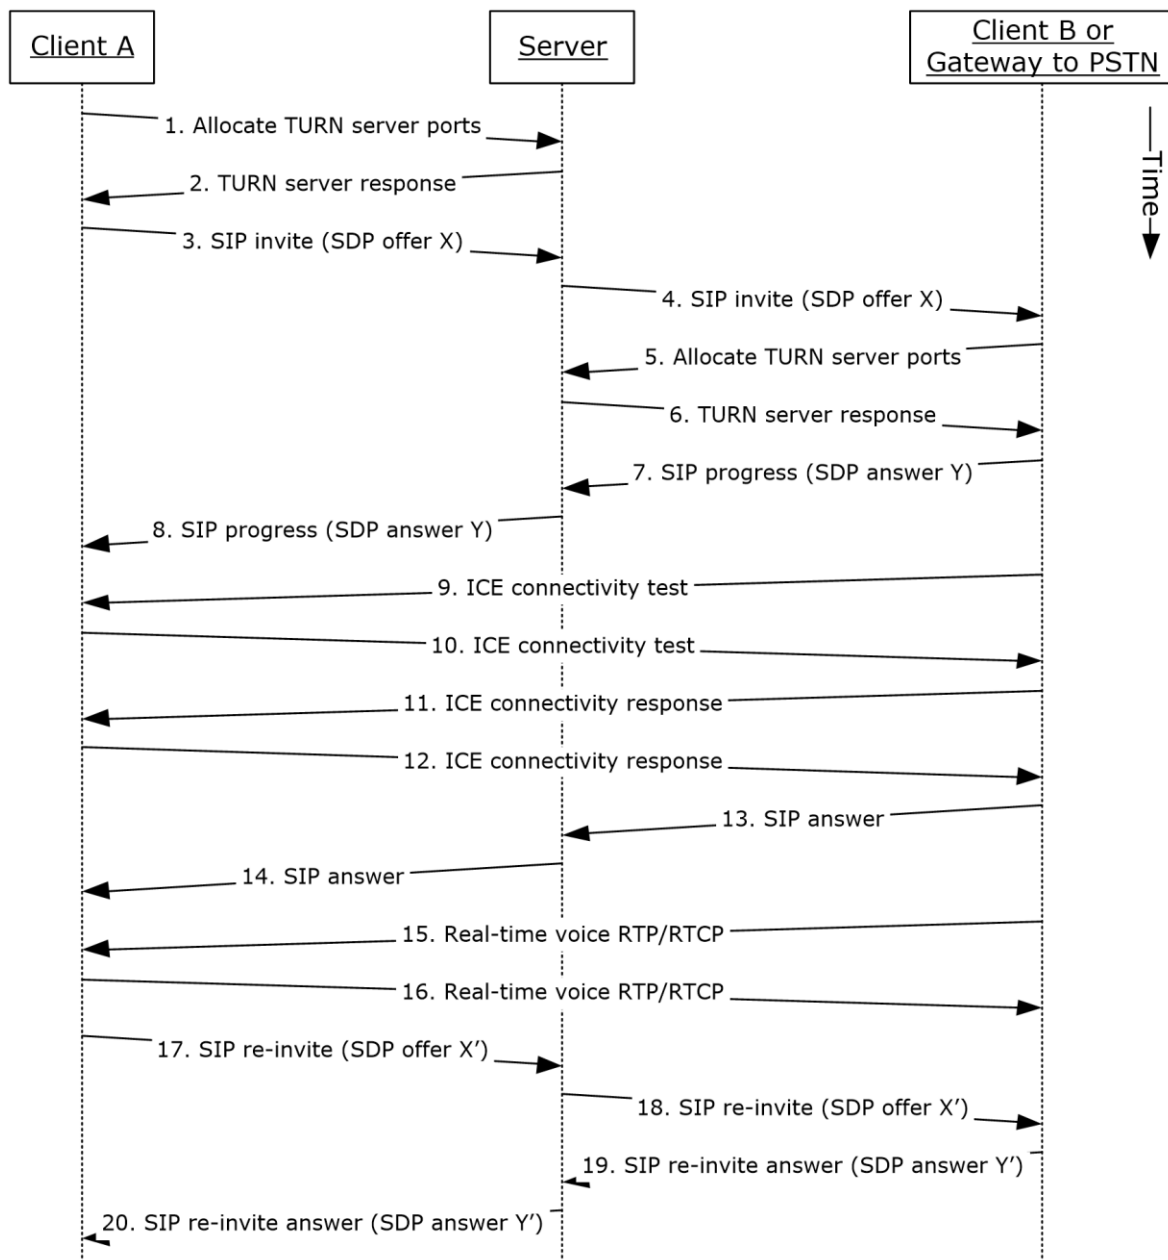 Client A
Server
Client B or
Gateway to PSTN
Time
1. Allocate TURN server ports
2. TURN server response
3. SIP invite (SDP offer X)
4. SIP invite (SDP offer X)
5. Allocate TURN server ports
6. TURN server response
7. SIP progress (SDP answer Y)
8. SIP progress (SDP answer Y)
9. ICE connectivity test
10. ICE connectivity test
11. ICE connectivity response
12. ICE connectivity response
13. SIP answer
14. SIP answer
15. Real-time voice RTP/RTCP
16. Real-time voice RTP/RTCP
17. SIP re-invite (SDP offer X’)
18. SIP re-invite (SDP offer X’)
19. SIP re-invite answer (SDP answer Y’)
20. SIP re-invite answer (SDP answer Y’)